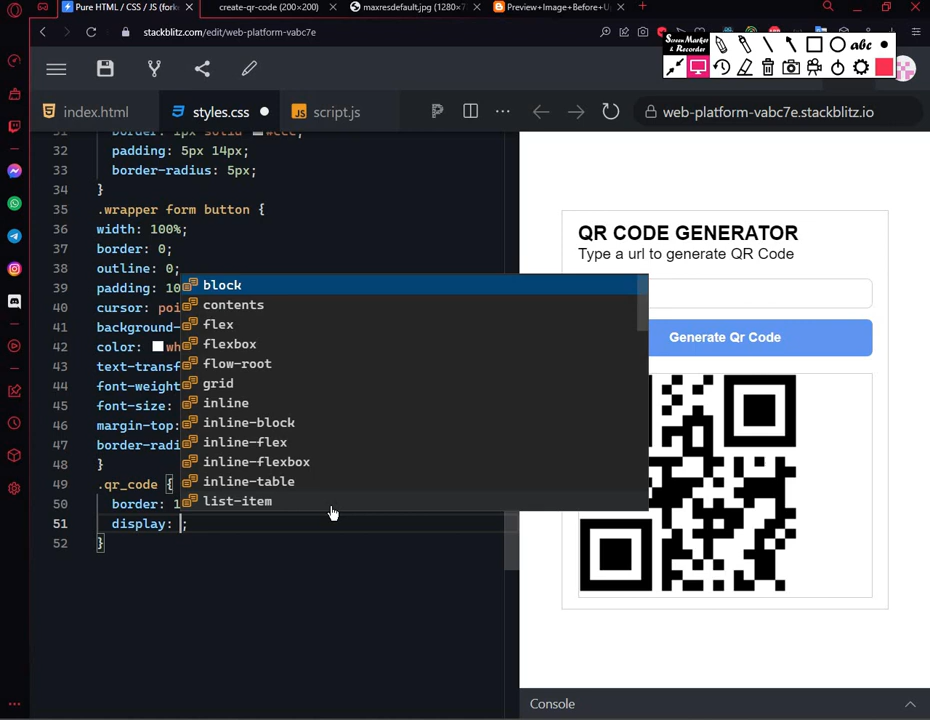 Pure HTML / CSS / JS (fork
create-qr-code (200×200)
maxresdefault.jpg (1280×7
Preview+Image+Before+U
stackblitz.com/edit/web-platform-vabc7e
Screen Marker
& Recorder
abc
index.html
styles.css
script.js
web-platform-vabc7e.stackblitz.io
32 padding: 5px 14px;
33 border-radius: 5px;
34 }
35 .wrapper form button {
36 width: 100%;
37 border: 0;
38 outline: 0;
39 padding: 10
40 cursor: poi
41 background-
42 color: wh
43 text-transf
44 font-weight
45 font-size:
46 margin-top:
47 border-radi
48 }
49 .qr_code {
50 border: 1
51 display: ;
52 }
block
contents
flex
flexbox
flow-root
grid
inline
inline-block
inline-flex
inline-flexbox
inline-table
list-item
QR CODE GENERATOR
Type a url to generate QR Code
Generate Qr Code
Console